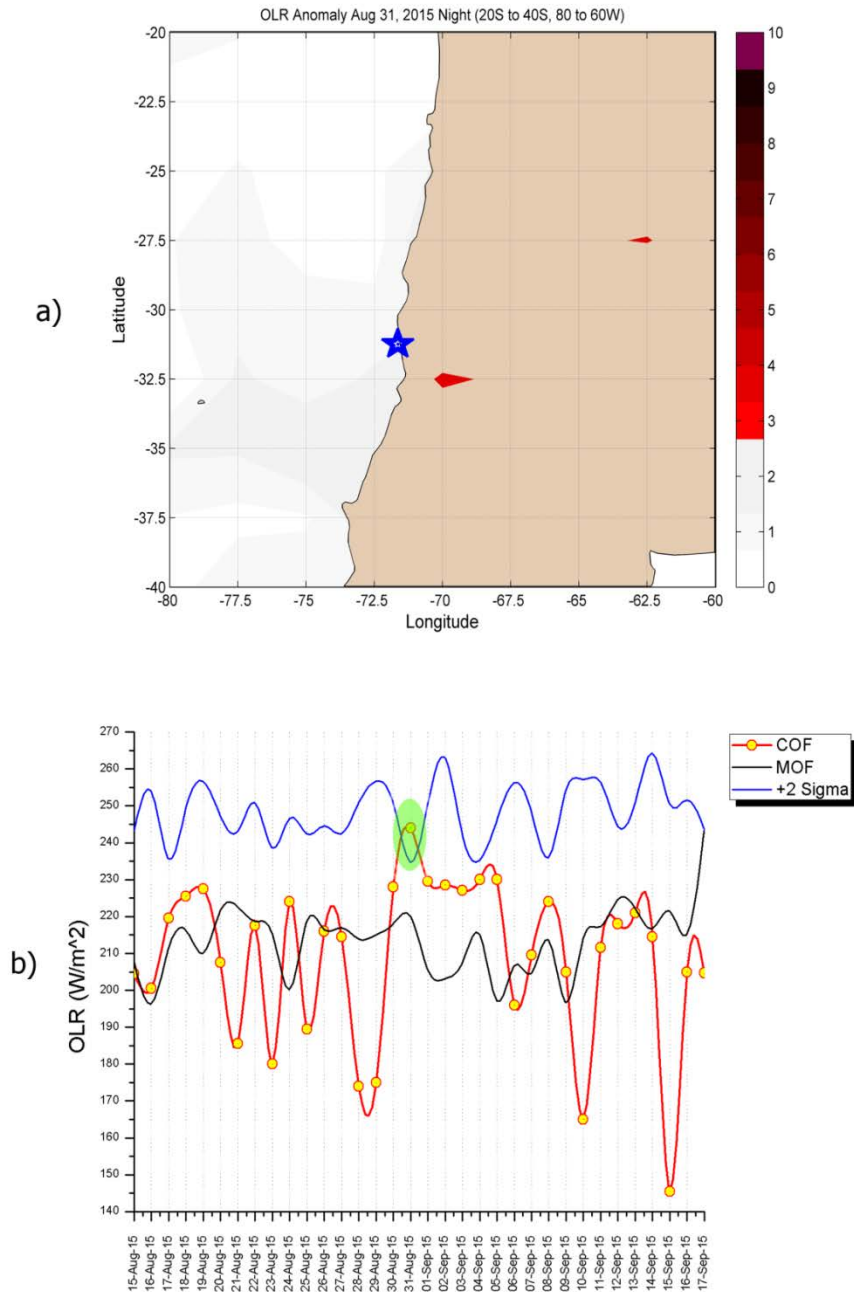 OLR Anomaly Aug 31, 2015 Night (20S to 40S, 80 to 60W)
a)
Latitude
-20
-22.5
-25
-27.5
-30
-32.5
-35
-37.5
-40
-80
-77.5
-75
-72.5
-70
-67.5
-65
-62.5
-60
Longitude
10
9
8
7
6
5
4
3
2
1
0
b)
OLR (W/m^2)
270
260
250
240
230
220
210
200
190
180
170
160
150
140
COF
MOF
+2 Sigma
15-Aug-15
16-Aug-15
17-Aug-15
18-Aug-15
19-Aug-15
20-Aug-15
21-Aug-15
22-Aug-15
23-Aug-15
24-Aug-15
25-Aug-15
26-Aug-15
27-Aug-15
28-Aug-15
29-Aug-15
30-Aug-15
31-Aug-15
01-Sep-15
02-Sep-15
03-Sep-15
04-Sep-15
05-Sep-15
06-Sep-15
07-Sep-15
08-Sep-15
09-Sep-15
10-Sep-15
11-Sep-15
12-Sep-15
13-Sep-15
14-Sep-15
15-Sep-15
16-Sep-15
17-Sep-15